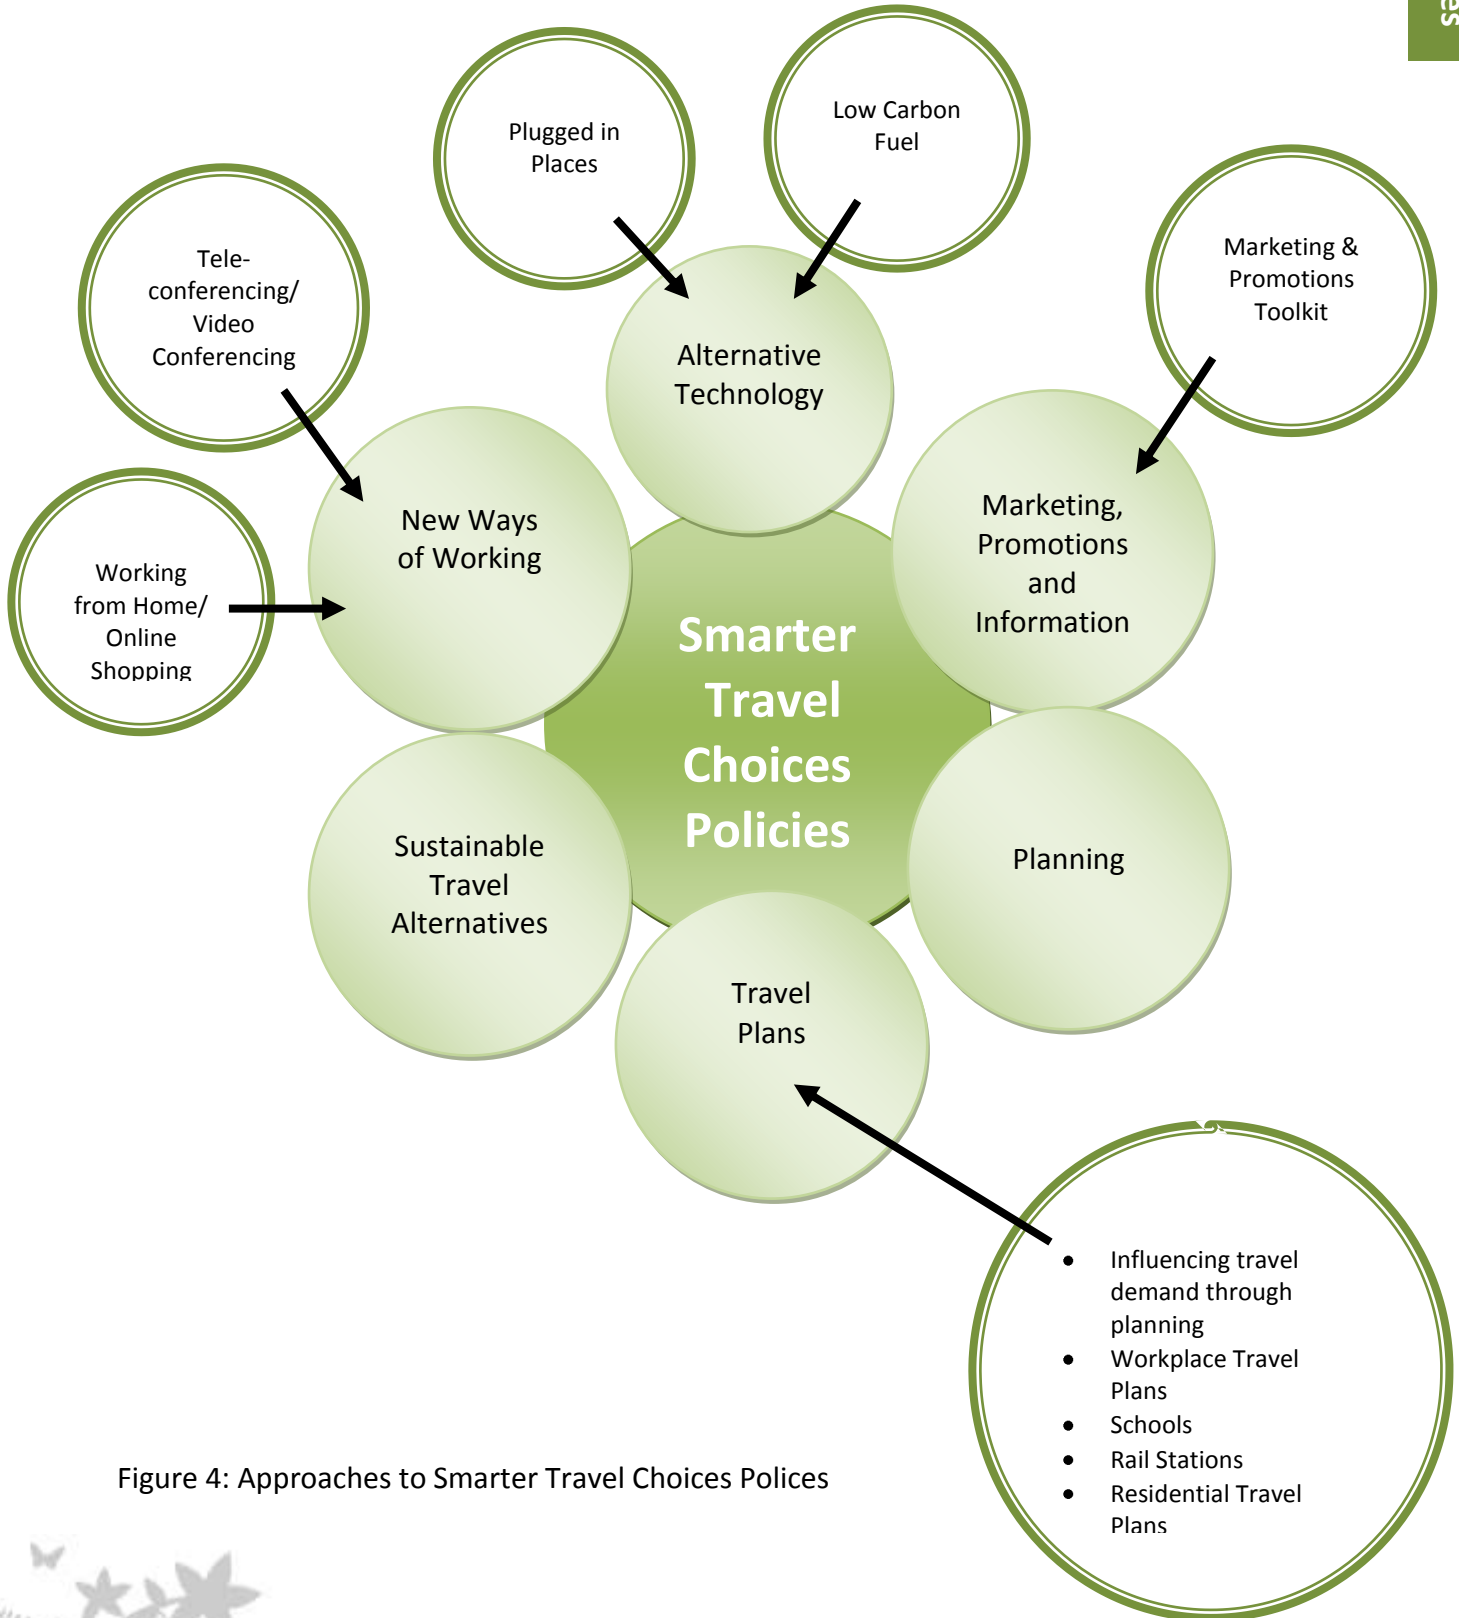 es
Plugged in
Places
Low Carbon
Fuel
Tele-
conferencing/
Video
Conferencing
Marketing &
Promotions
Toolkit
Alternative
Technology
New Ways
of Working
Marketing,
Promotions
and
Information
Working
from Home/
Online
Shopping
Smarter
Travel
Choices
Policies
Sustainable
Travel
Alternatives
Planning
Travel
Plans
• Influencing travel
demand through
planning
• Workplace Travel
Plans
• Schools
• Rail Stations
• Residential Travel
Plans
Figure 4: Approaches to Smarter Travel Choices Polices